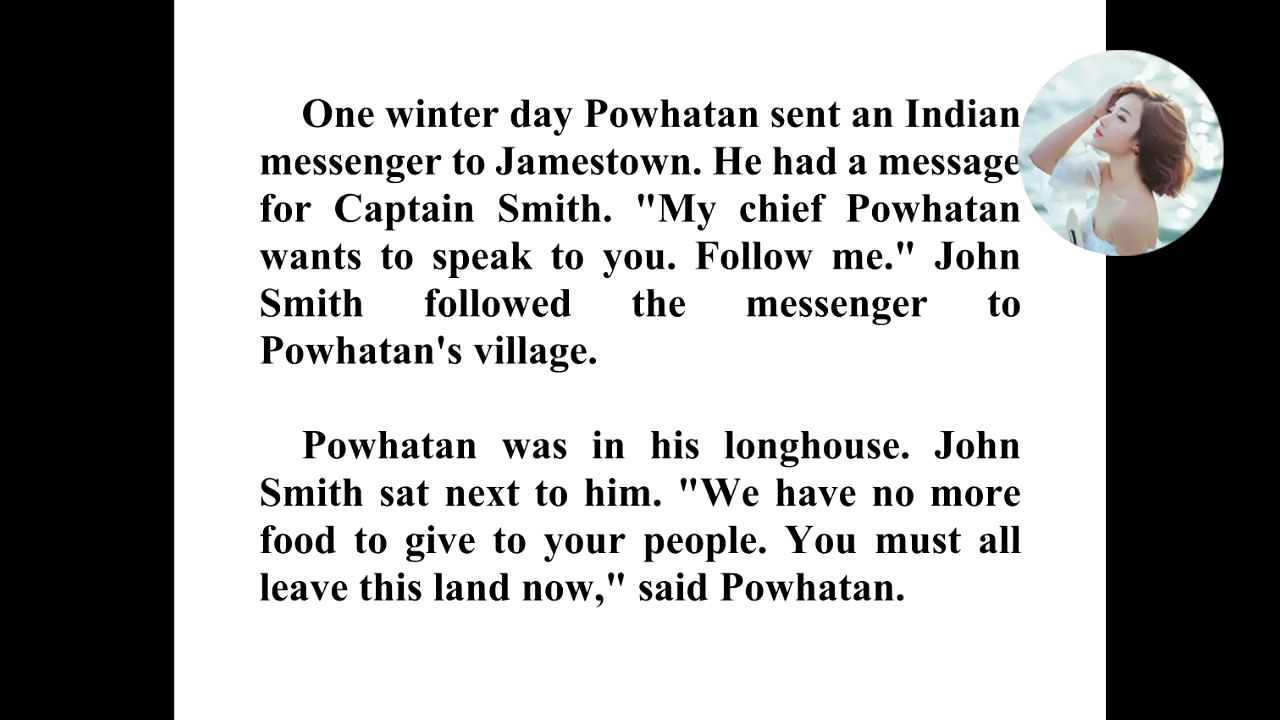 One winter day Powhatan sent an Indian
messenger to Jamestown. He had a message
for Captain Smith. "My chief Powhatan
wants to speak to you. Follow me." John
Smith followed the messenger to
Powhatan's village.
Powhatan was in his longhouse. John
Smith sat next to him. "We have no more
food to give to your people. You must all
leave this land now," said Powhatan.